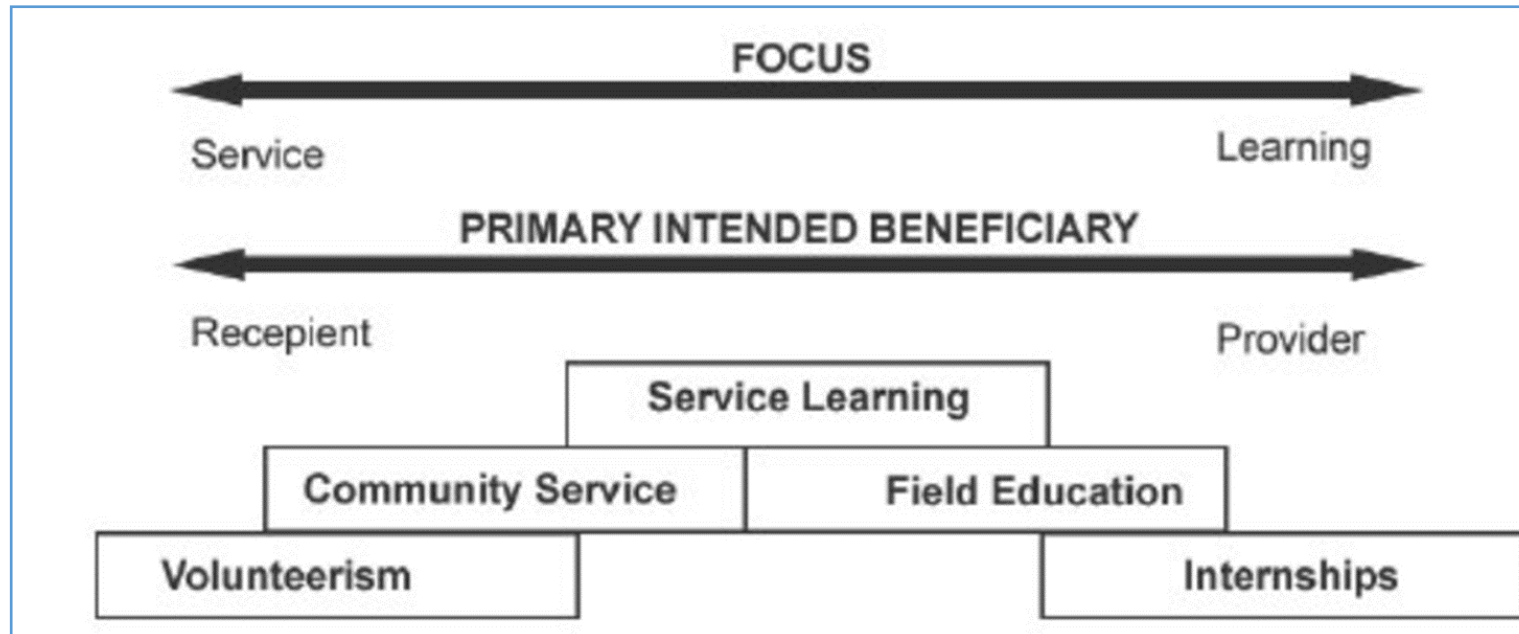 FOCUS
Service Learning
PRIMARY INTENDED BENEFICIARY
Recepient Provider
Service Learning
Community Service Field Education
Volunteerism Internships